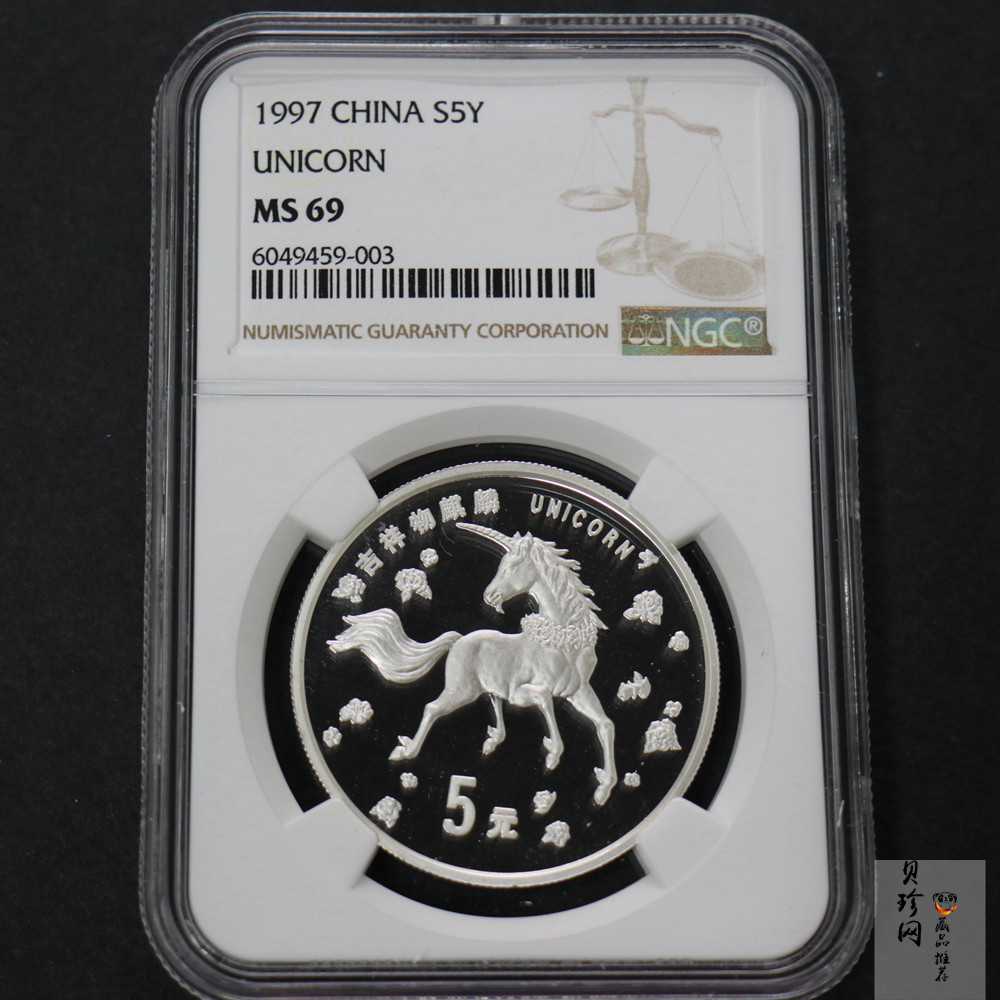 1997 CHINA S5Y
UNICORN
MS 69
6049459-003
NUMISMATIC GUARANTY CORPORATION
NGC®
吉祥物麒麟 UNICORN
5元
贝珍网
藏品推荐